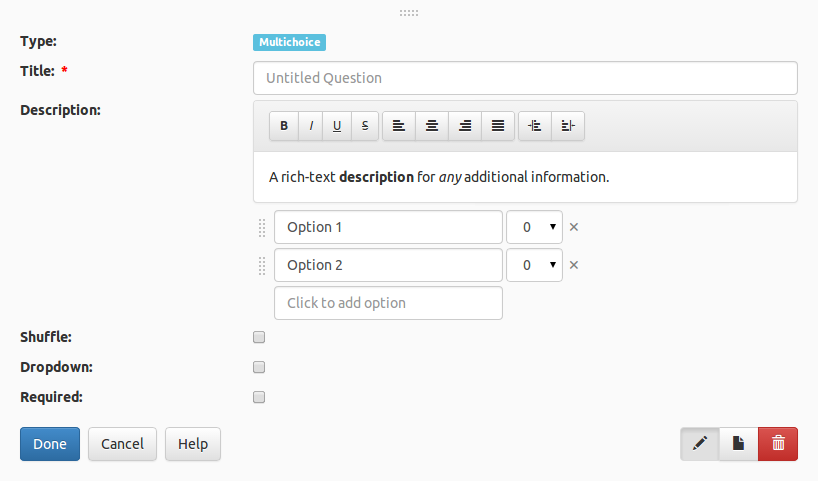 Type: Multichoice
Title: *
Untitled Question
Description:
B I U S
A rich-text description for any additional information.
Option 1 0 ×
Option 2 0 ×
Click to add option
Shuffle:
Dropdown:
Required:
Done Cancel Help